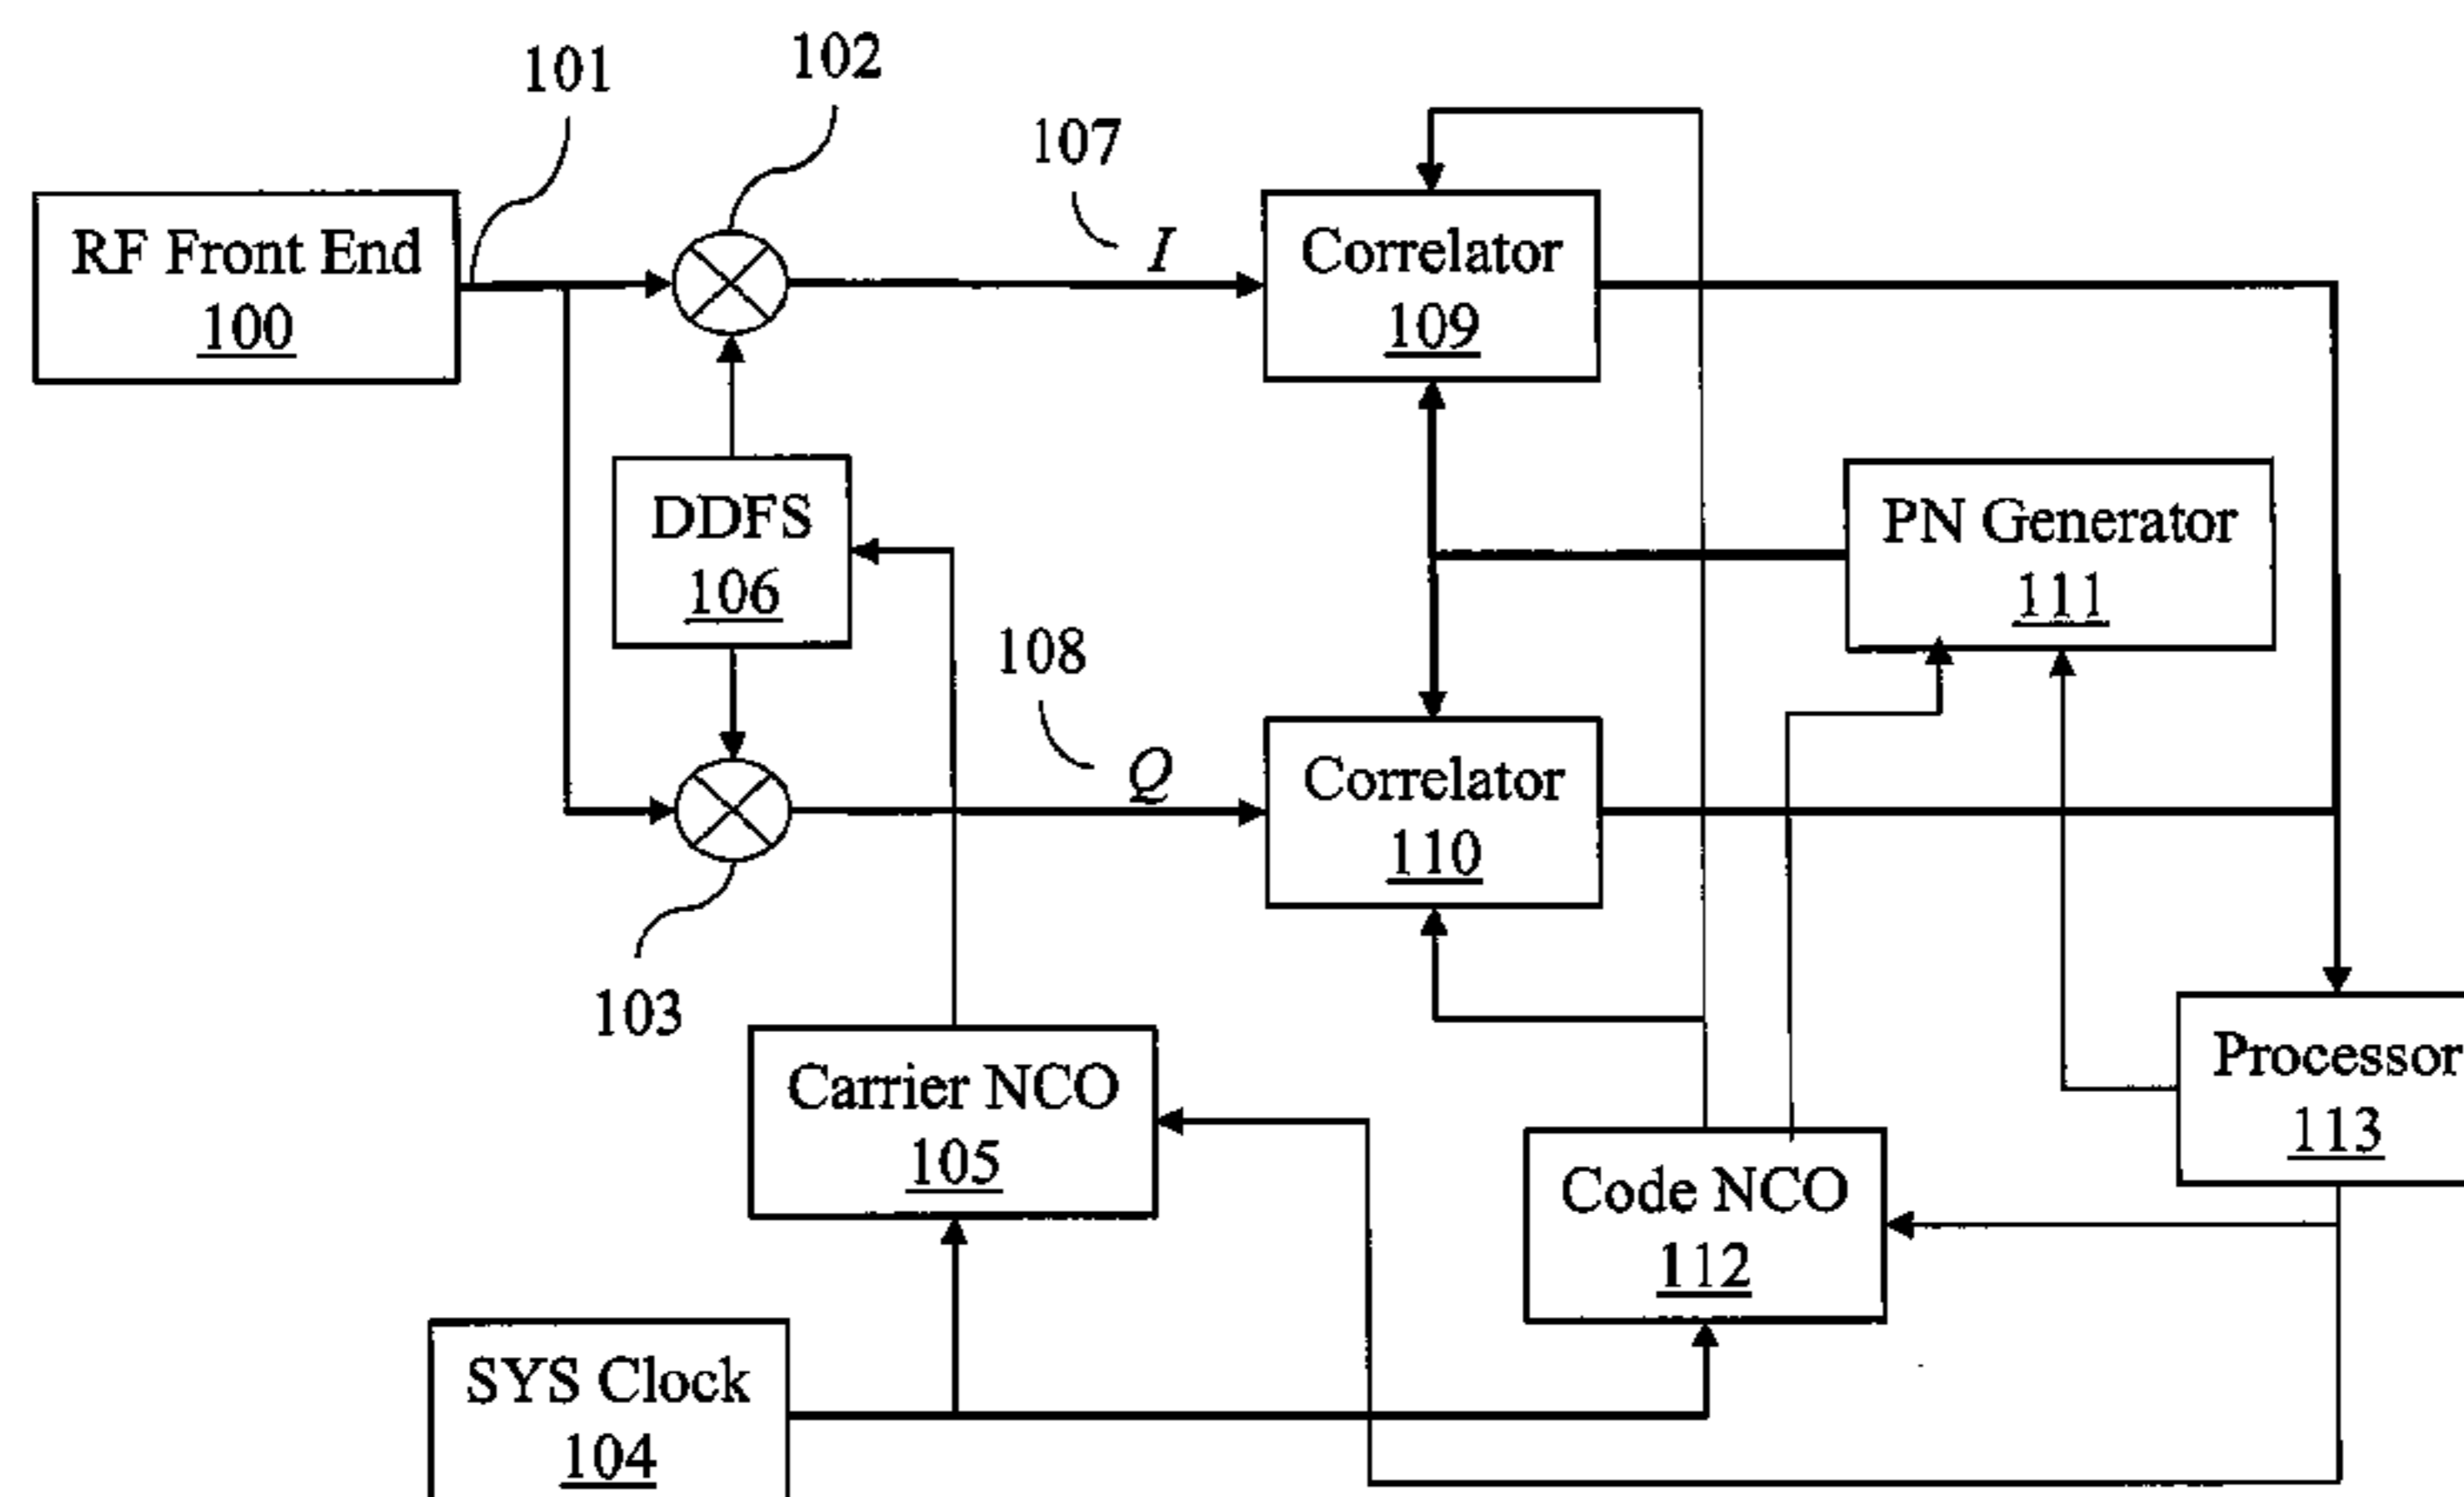 101
102
107
RF Front End
100
I
Correlator
109
DDFS
106
PN Generator
111
108
Q
Correlator
110
103
Carrier NCO
105
Processor
113
Code NCO
112
SYS Clock
104